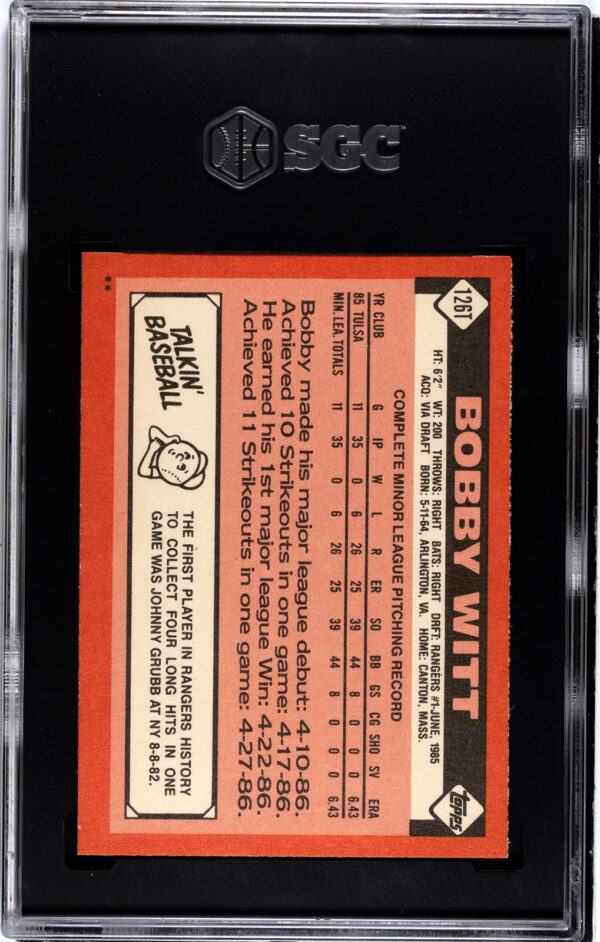 SGC
126T
BOBBY WITT
Topps
HT: 6'2" WT: 200 THROWS: RIGHT BATS: RIGHT DRFT: RANGERS #1-JUNE, 1985
ACQ: VIA DRAFT BORN: 5-11-64, ARLINGTON, VA. HOME: CANTON, MASS.
COMPLETE MINOR LEAGUE PITCHING RECORD
YR CLUB G IP W L R ER SO BB GS CG SHO SV ERA
85 TULSA 11 35 0 6 26 25 39 44 8 0 0 0 6.43
MIN. LEA. TOTALS 11 35 0 6 26 25 39 44 8 0 0 0 6.43
Bobby made his major league debut: 4-10-86.
Achieved 10 Strikeouts in one game: 4-17-86.
He earned his 1st major league Win: 4-22-86.
Achieved 11 Strikeouts in one game: 4-27-86.
TALKIN'
BASEBALL
THE FIRST PLAYER IN RANGERS HISTORY
TO COLLECT FOUR LONG HITS IN ONE
GAME WAS JOHNNY GRUBB AT NY 8-8-82.
**